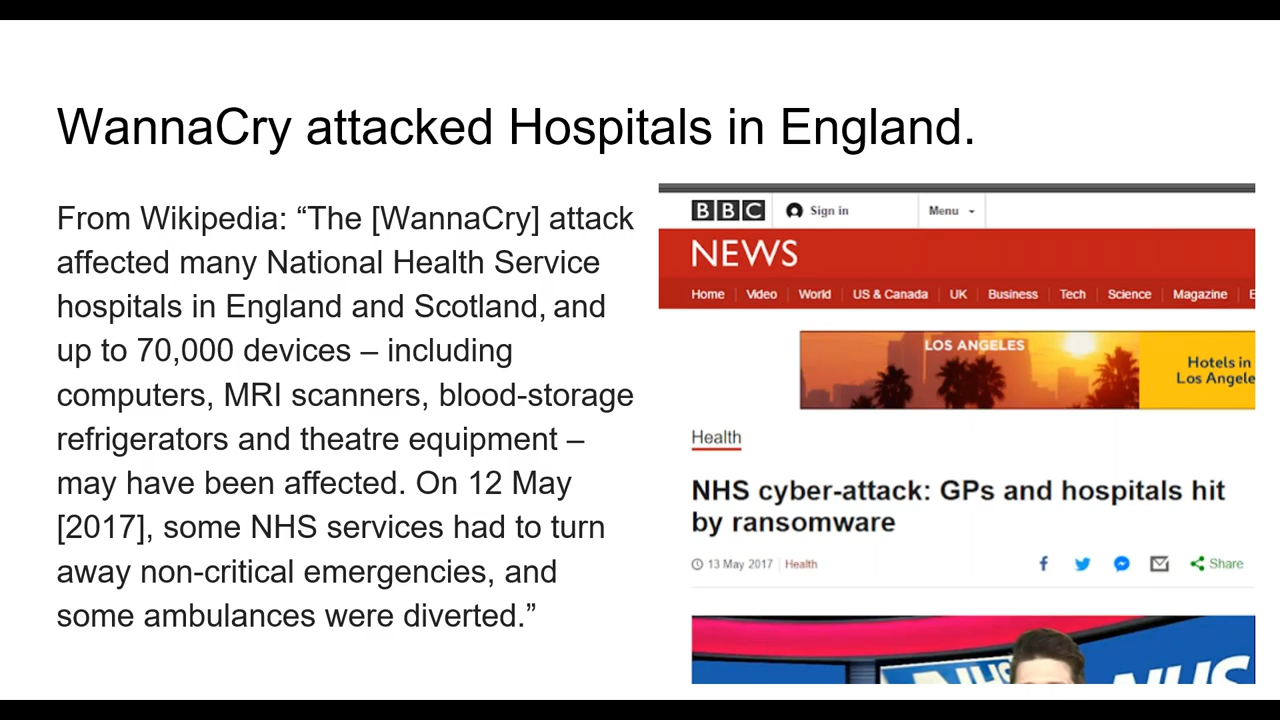 WannaCry attacked Hospitals in England.
From Wikipedia: “The [WannaCry] attack
affected many National Health Service
hospitals in England and Scotland, and
up to 70,000 devices – including
computers, MRI scanners, blood-storage
refrigerators and theatre equipment –
may have been affected. On 12 May
[2017], some NHS services had to turn
away non-critical emergencies, and
some ambulances were diverted.”
BBC Sign in Menu
NEWS
Home Video World US & Canada UK Business Tech Science Magazine E
LOS ANGELES
Hotels in
Los Angele
Health
NHS cyber-attack: GPs and hospitals hit
by ransomware
13 May 2017 Health Share
NHS NHS